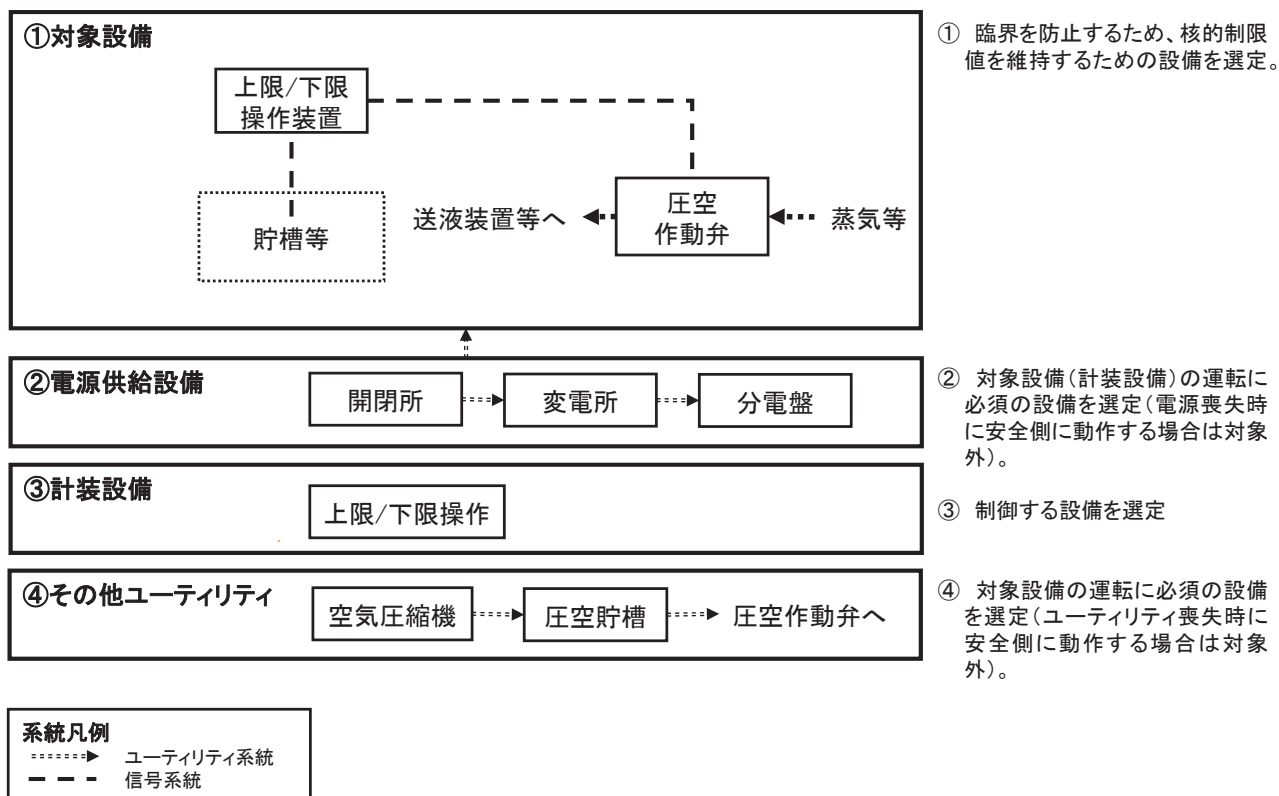 ①対象設備
上限/下限
操作装置
貯槽等
送液装置等へ
圧空
作動弁
蒸気等
① 臨界を防止するため、核的制限
値を維持するための設備を選定。
②電源供給設備
開閉所
変電所
分電盤
② 対象設備(計装設備)の運転に
必須の設備を選定(電源喪失時
に安全側に動作する場合は対象
外)。
③計装設備
上限/下限操作
③ 制御する設備を選定
④その他ユーティリティ
空気圧縮機
圧空貯槽
圧空作動弁へ
④ 対象設備の運転に必須の設備
を選定(ユーティリティ喪失時に
安全側に動作する場合は対象
外)。
系統凡例
ユーティリティ系統
信号系統